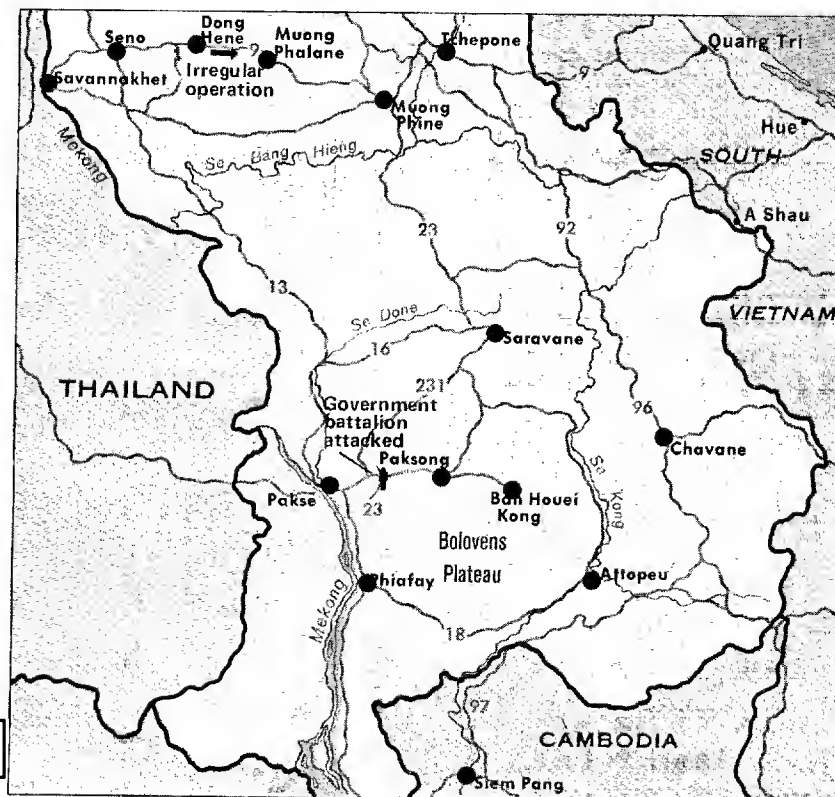 Dong
Hene
Seno
Muong
Phalane
9
Tchepone
Quang Tri
Savannakhet
Irregular
operation
9
Muong
Phine
Hue
Mekong
Se Bang Hieng
SOUTH
A Shau
23
92
13
VIETNAM
Se Done
16
Saravane
THAILAND
231
Government
battalion
attacked
96
Chavane
Paksong
Se Kong
Pakse
23
Ban Houei
Kong
Bolovens
Plateau
Phiafay
Attopeu
Mekong
18
97
CAMBODIA
Siem Pang